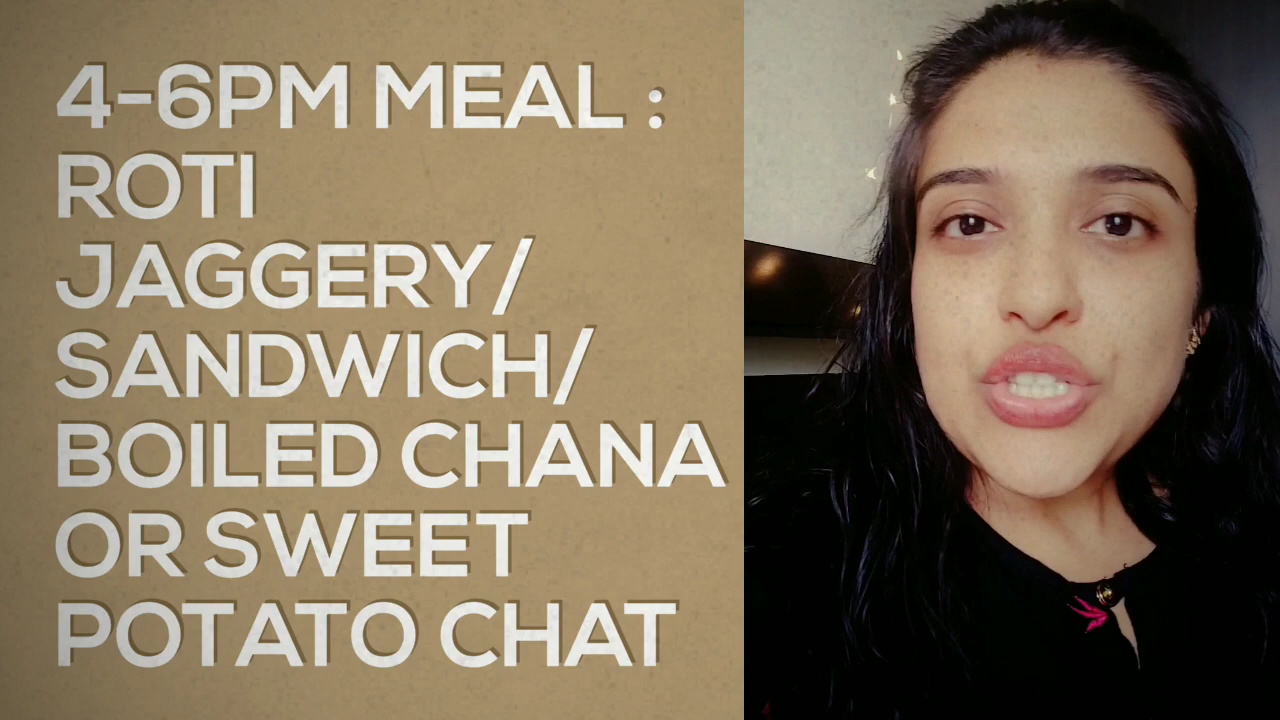 4-6PM MEAL :
ROTI
JAGGERY/
SANDWICH/
BOILED CHANA
OR SWEET
POTATO CHAT